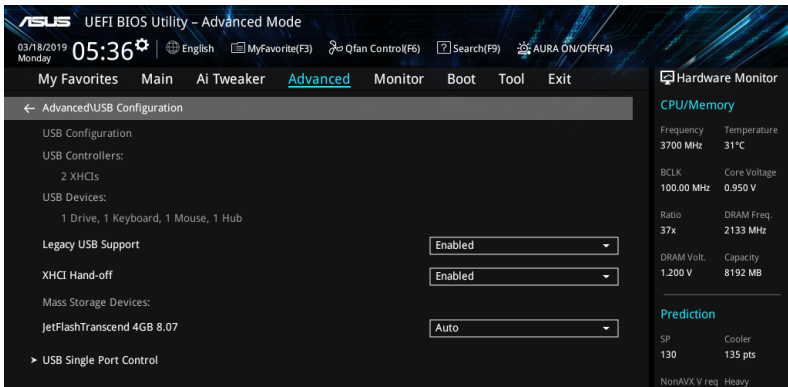 ASUS UEFI BIOS Utility – Advanced Mode
03/18/2019 Monday 05:36 English MyFavorite(F3) Qfan Control(F6) ? Search(F9) AURA ON/OFF(F4)
My Favorites Main Ai Tweaker Advanced Monitor Boot Tool Exit
← Advanced\USB Configuration
USB Configuration
USB Controllers:
2 XHCIs
USB Devices:
1 Drive, 1 Keyboard, 1 Mouse, 1 Hub
Legacy USB Support Enabled
XHCI Hand-off Enabled
Mass Storage Devices:
JetFlashTranscend 4GB 8.07 Auto
> USB Single Port Control
Hardware Monitor
CPU/Memory
Frequency Temperature
3700 MHz 31°C
BCLK Core Voltage
100.00 MHz 0.950 V
Ratio DRAM Freq.
37x 2133 MHz
DRAM Volt. Capacity
1.200 V 8192 MB
Prediction
SP Cooler
130 135 pts
NonAVX V req Heavy